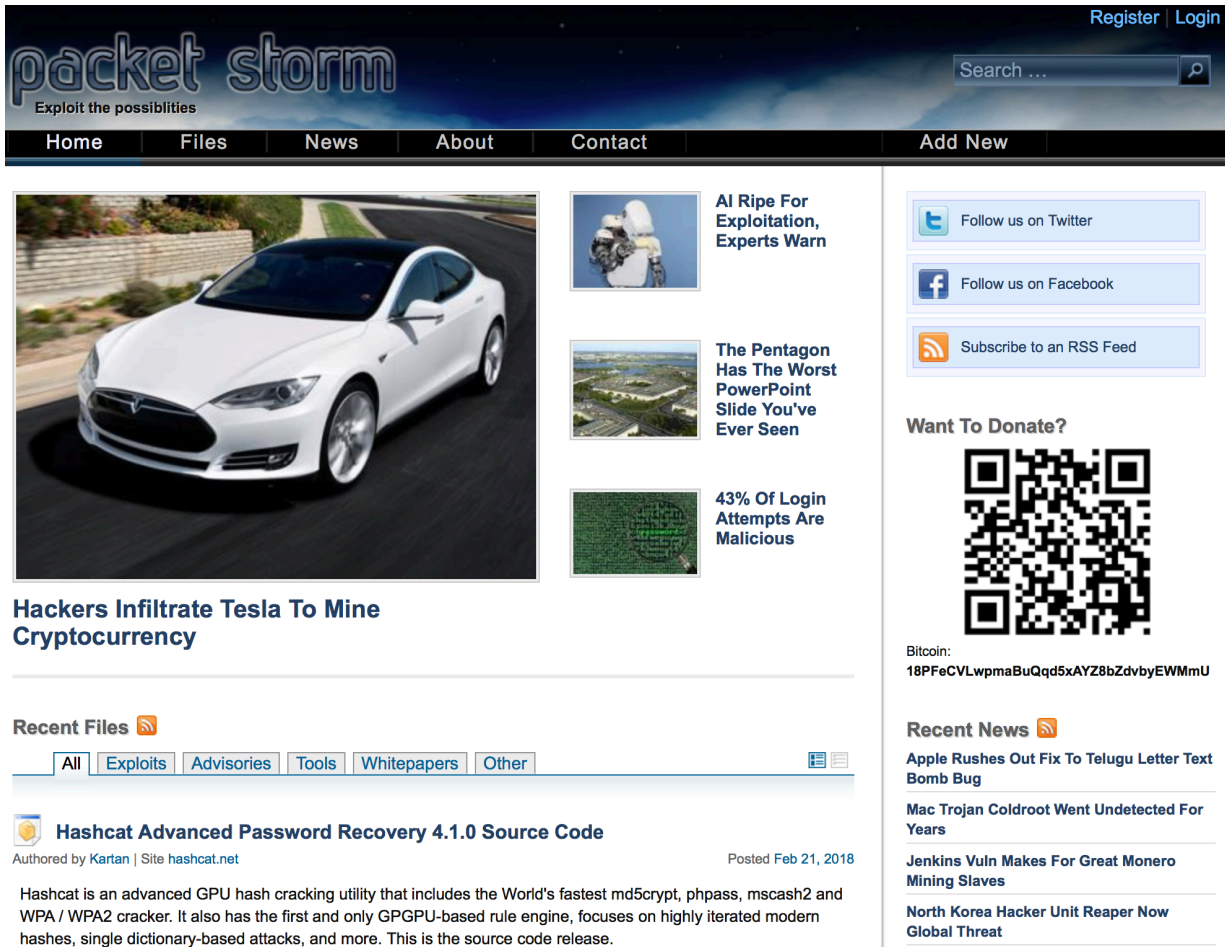 Register | Login
packet storm
Exploit the possiblities
Search …
Home
Files
News
About
Contact
Add New
Hackers Infiltrate Tesla To Mine
Cryptocurrency
AI Ripe For
Exploitation,
Experts Warn
The Pentagon
Has The Worst
PowerPoint
Slide You've
Ever Seen
password
43% Of Login
Attempts Are
Malicious
Follow us on Twitter
Follow us on Facebook
Subscribe to an RSS Feed
Want To Donate?
Bitcoin:
18PFeCVLwpmaBuQqd5xAYZ8bZdvbyEWMmU
Recent Files
All
Exploits
Advisories
Tools
Whitepapers
Other
Hashcat Advanced Password Recovery 4.1.0 Source Code
Authored by Kartan | Site hashcat.net
Posted Feb 21, 2018
Hashcat is an advanced GPU hash cracking utility that includes the World's fastest md5crypt, phpass, mscash2 and
WPA / WPA2 cracker. It also has the first and only GPGPU-based rule engine, focuses on highly iterated modern
hashes, single dictionary-based attacks, and more. This is the source code release.
Recent News
Apple Rushes Out Fix To Telugu Letter Text
Bomb Bug
Mac Trojan Coldroot Went Undetected For
Years
Jenkins Vuln Makes For Great Monero
Mining Slaves
North Korea Hacker Unit Reaper Now
Global Threat